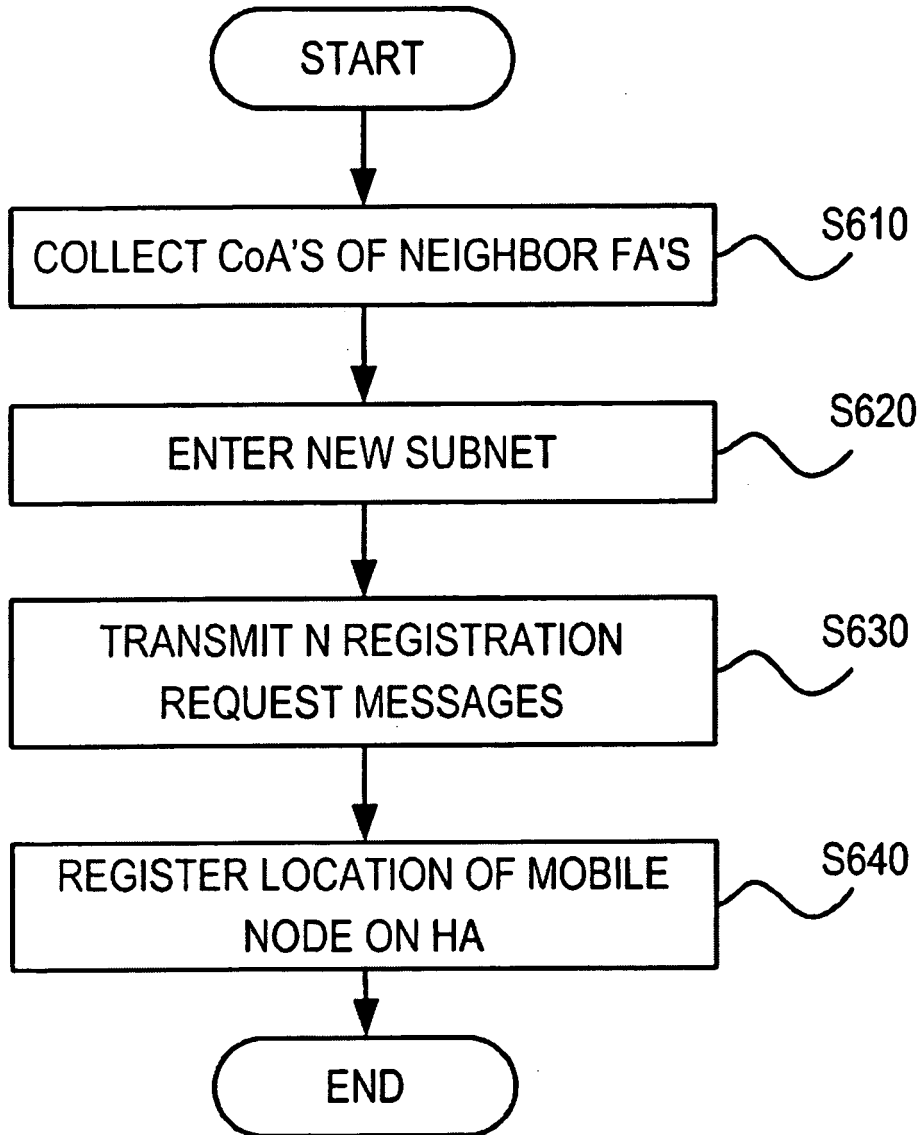 START
COLLECT CoA'S OF NEIGHBOR FA'S
S610
ENTER NEW SUBNET
S620
TRANSMIT N REGISTRATION
REQUEST MESSAGES
S630
REGISTER LOCATION OF MOBILE
NODE ON HA
S640
END